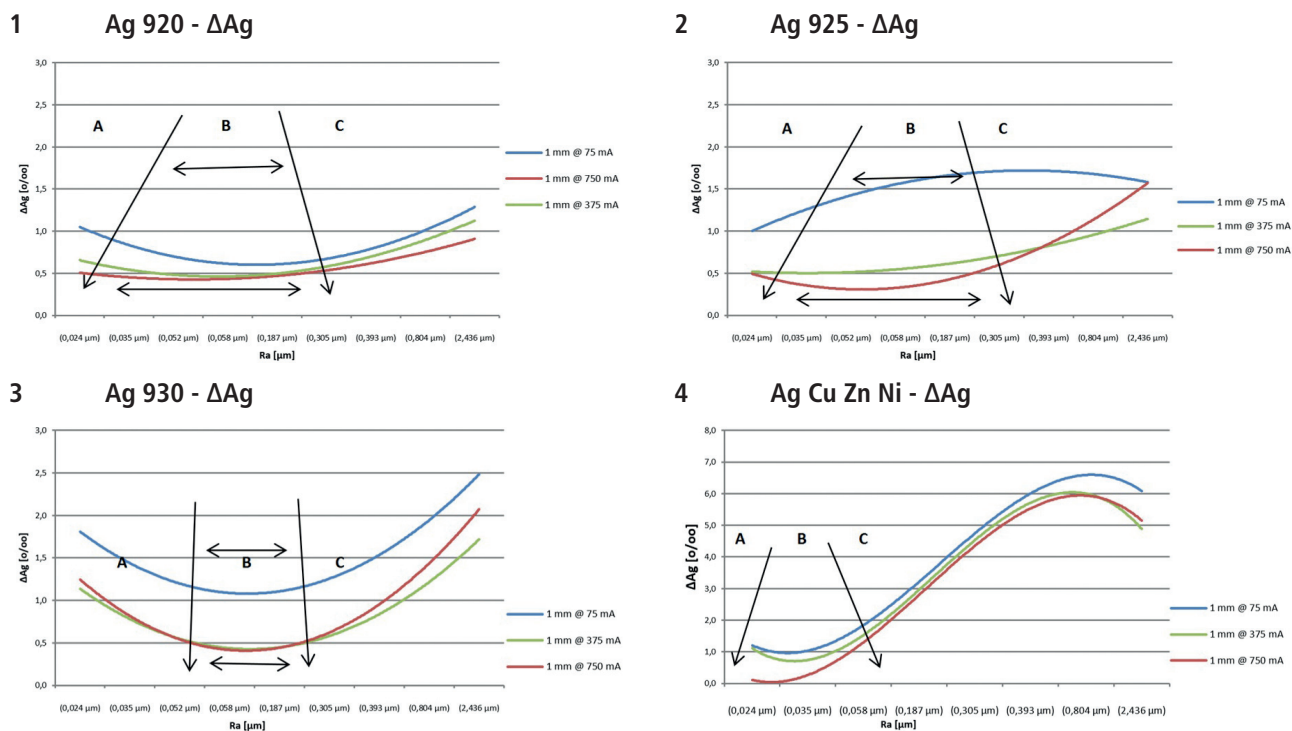 1 Ag 920 - ΔAg
3,0
2,5
2,0
1,5
1,0
0,5
0,0
ΔAg [o/oo]
A B C
1 mm @ 75 mA
1 mm @ 750 mA
1 mm @ 375 mA
(0,024 µm) (0,035 µm) (0,052 µm) (0,058 µm) (0,187 µm) (0,305 µm) (0,393 µm) (0,804 µm) (2,436 µm)
Ra [µm]
2 Ag 925 - ΔAg
3,0
2,5
2,0
1,5
1,0
0,5
0,0
ΔAg [o/oo]
A B C
1 mm @ 75 mA
1 mm @ 375 mA
1 mm @ 750 mA
(0,024 µm) (0,035 µm) (0,052 µm) (0,058 µm) (0,187 µm) (0,305 µm) (0,393 µm) (0,804 µm) (2,436 µm)
Ra [µm]
3 Ag 930 - ΔAg
3,0
2,5
2,0
1,5
1,0
0,5
0,0
ΔAg [o/oo]
A B C
1 mm @ 75 mA
1 mm @ 375 mA
1 mm @ 750 mA
(0,024 µm) (0,035 µm) (0,052 µm) (0,058 µm) (0,187 µm) (0,305 µm) (0,393 µm) (0,804 µm) (2,436 µm)
Ra [µm]
4 Ag Cu Zn Ni - ΔAg
8,0
7,0
6,0
5,0
4,0
3,0
2,0
1,0
0,0
ΔAg [o/oo]
A B C
1 mm @ 75 mA
1 mm @ 375 mA
1 mm @ 750 mA
(0,024 µm) (0,035 µm) (0,058 µm) (0,187 µm) (0,305 µm) (0,393 µm) (0,804 µm) (2,436 µm)
Ra [µm]